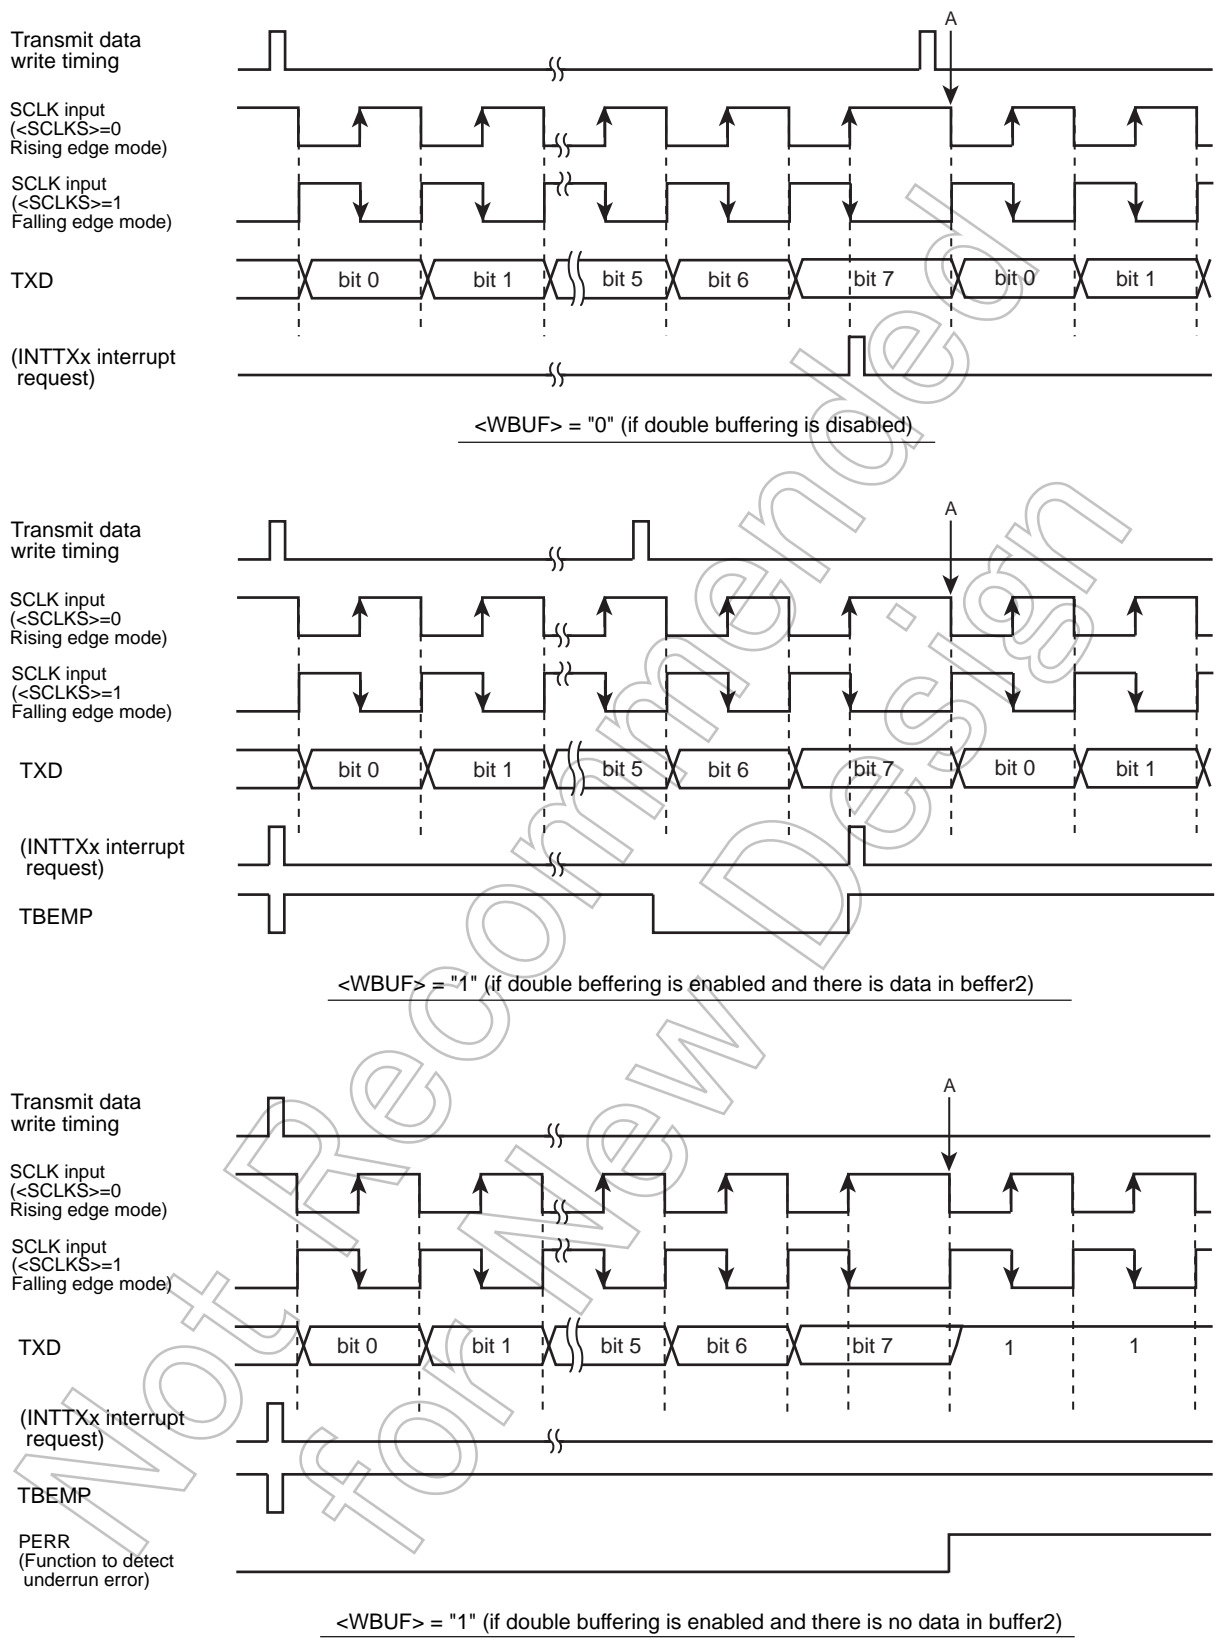 A
Transmit data
write timing
SCLK input
(<SCLKS>=0
Rising edge mode)
SCLK input
(<SCLKS>=1
Falling edge mode)
TXD
bit 0 bit 1 bit 5 bit 6 bit 7 bit 0 bit 1
(INTTXx interrupt
request)
<WBUF> = "0" (if double buffering is disabled)
A
Transmit data
write timing
SCLK input
(<SCLKS>=0
Rising edge mode)
SCLK input
(<SCLKS>=1
Falling edge mode)
TXD
bit 0 bit 1 bit 5 bit 6 bit 7 bit 0 bit 1
(INTTXx interrupt
request)
TBEMP
<WBUF> = "1" (if double beffering is enabled and there is data in beffer2)
A
Transmit data
write timing
SCLK input
(<SCLKS>=0
Rising edge mode)
SCLK input
(<SCLKS>=1
Falling edge mode)
TXD
bit 0 bit 1 bit 5 bit 6 bit 7 1 1
(INTTXx interrupt
request)
TBEMP
PERR
(Function to detect
underrun error)
<WBUF> = "1" (if double buffering is enabled and there is no data in buffer2)
Not Recommended
for New Design